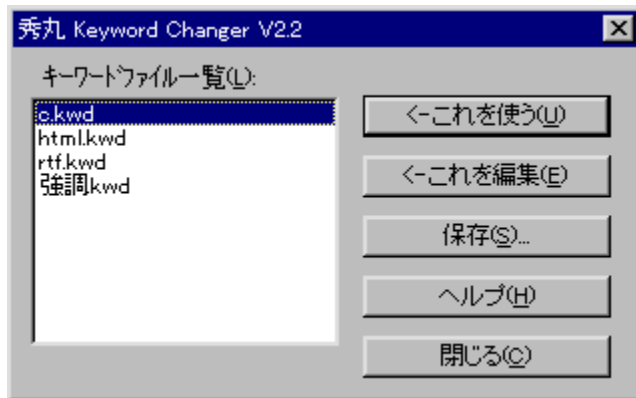 秀丸 Keyword Changer V2.2
キーワードファイル一覧(L):
c.kwd
html.kwd
rtf.kwd
強調.kwd
<-これを使う(U)
<-これを編集(E)
保存(S)...
ヘルプ(H)
閉じる(C)